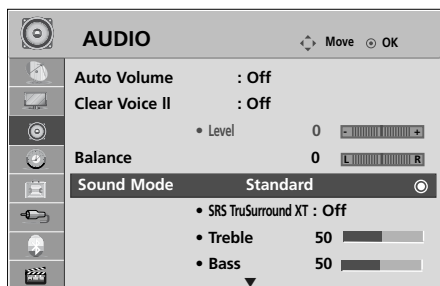 AUDIO
Move OK
Auto Volume : Off
Clear Voice ll : Off
• Level 0 - +
Balance 0 L R
Sound Mode Standard
• SRS TruSurround XT : Off
• Treble 50
• Bass 50